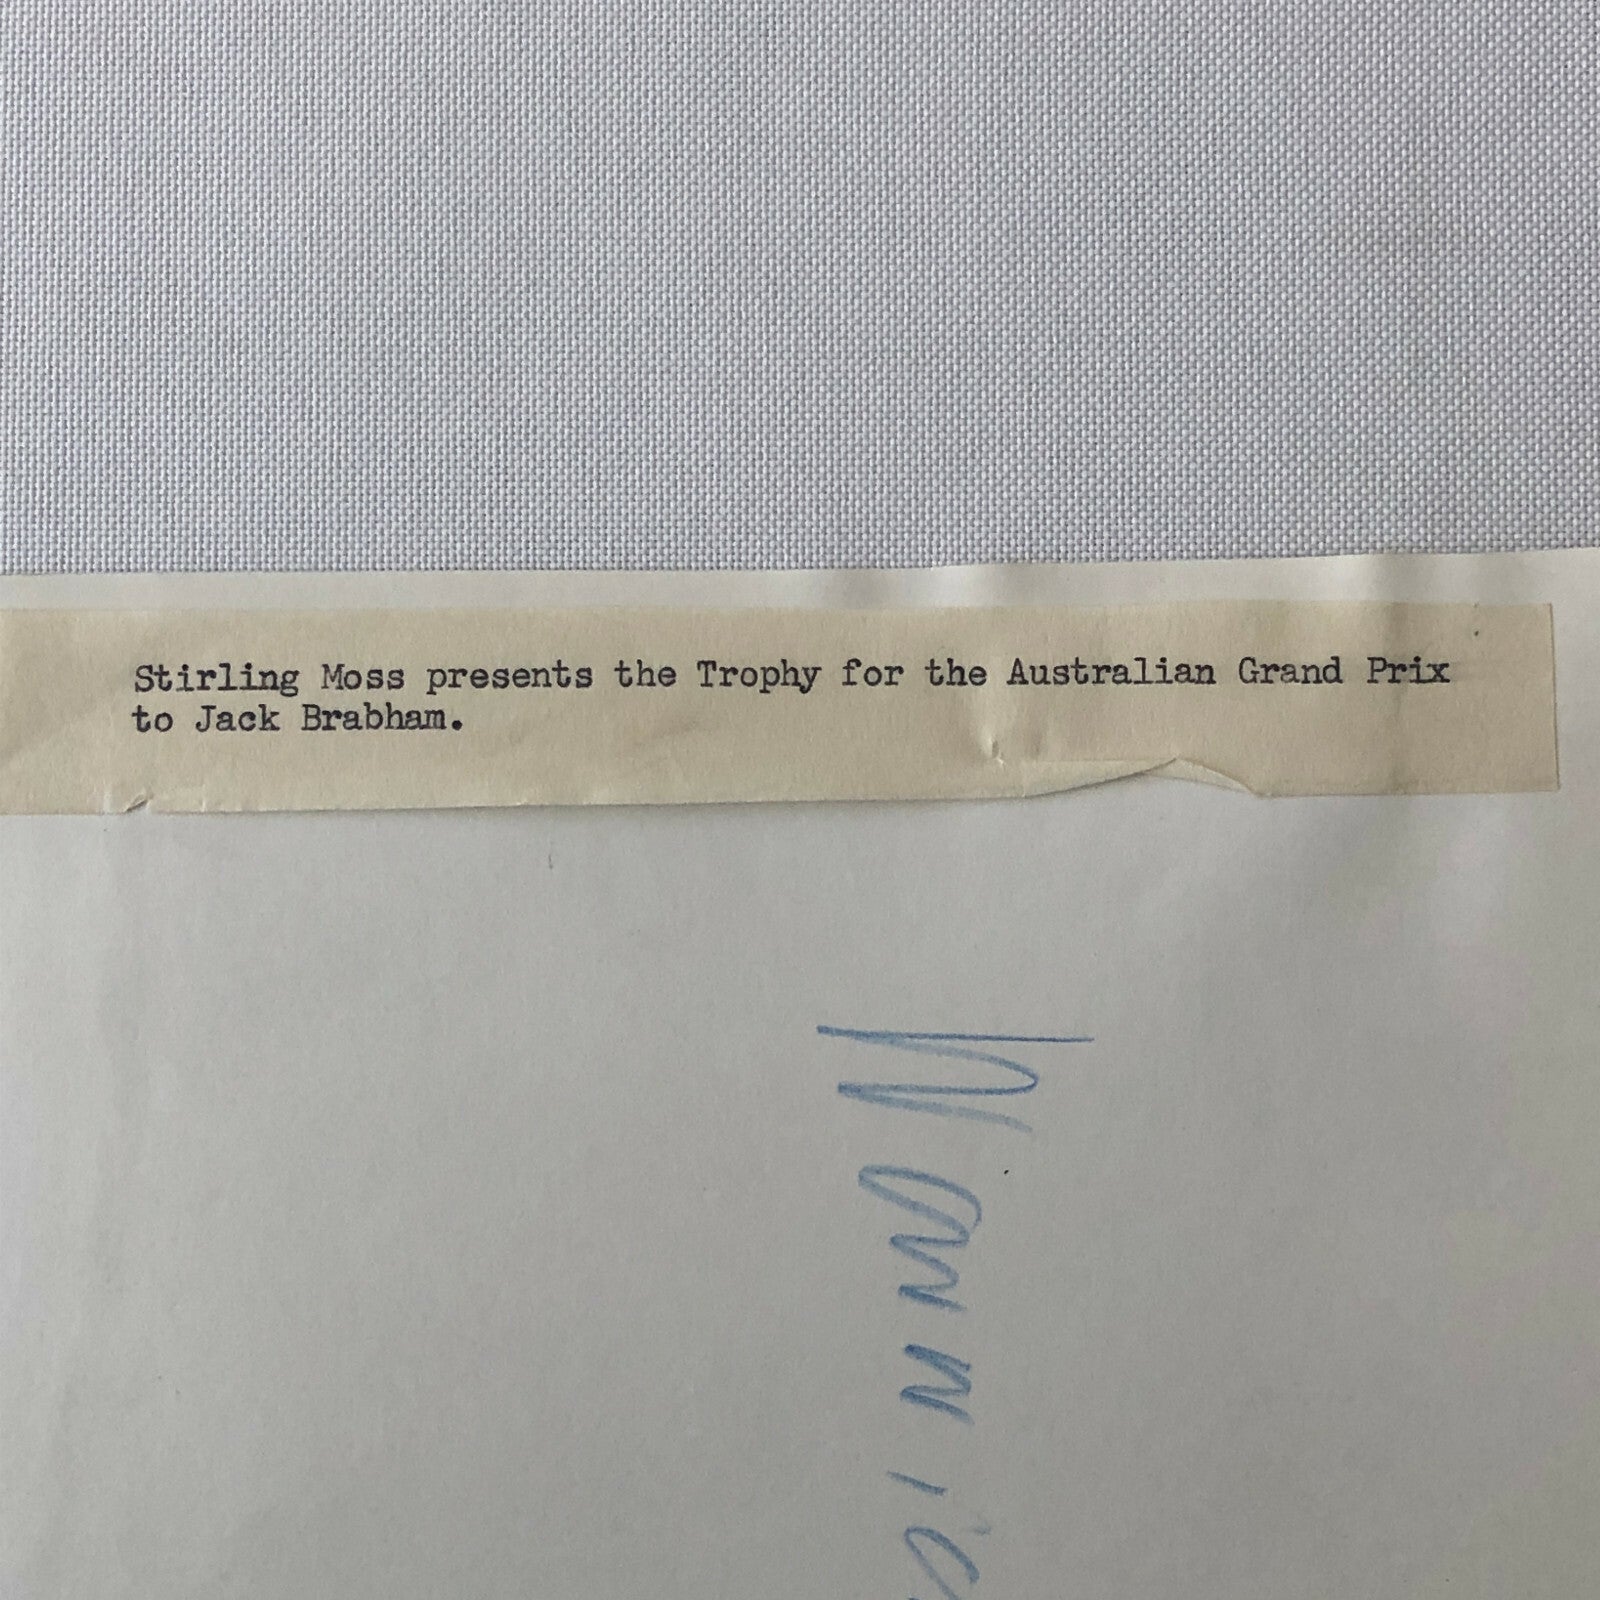 Stirling Moss presents the Trophy for the Australian Grand Prix
to Jack Brabham.